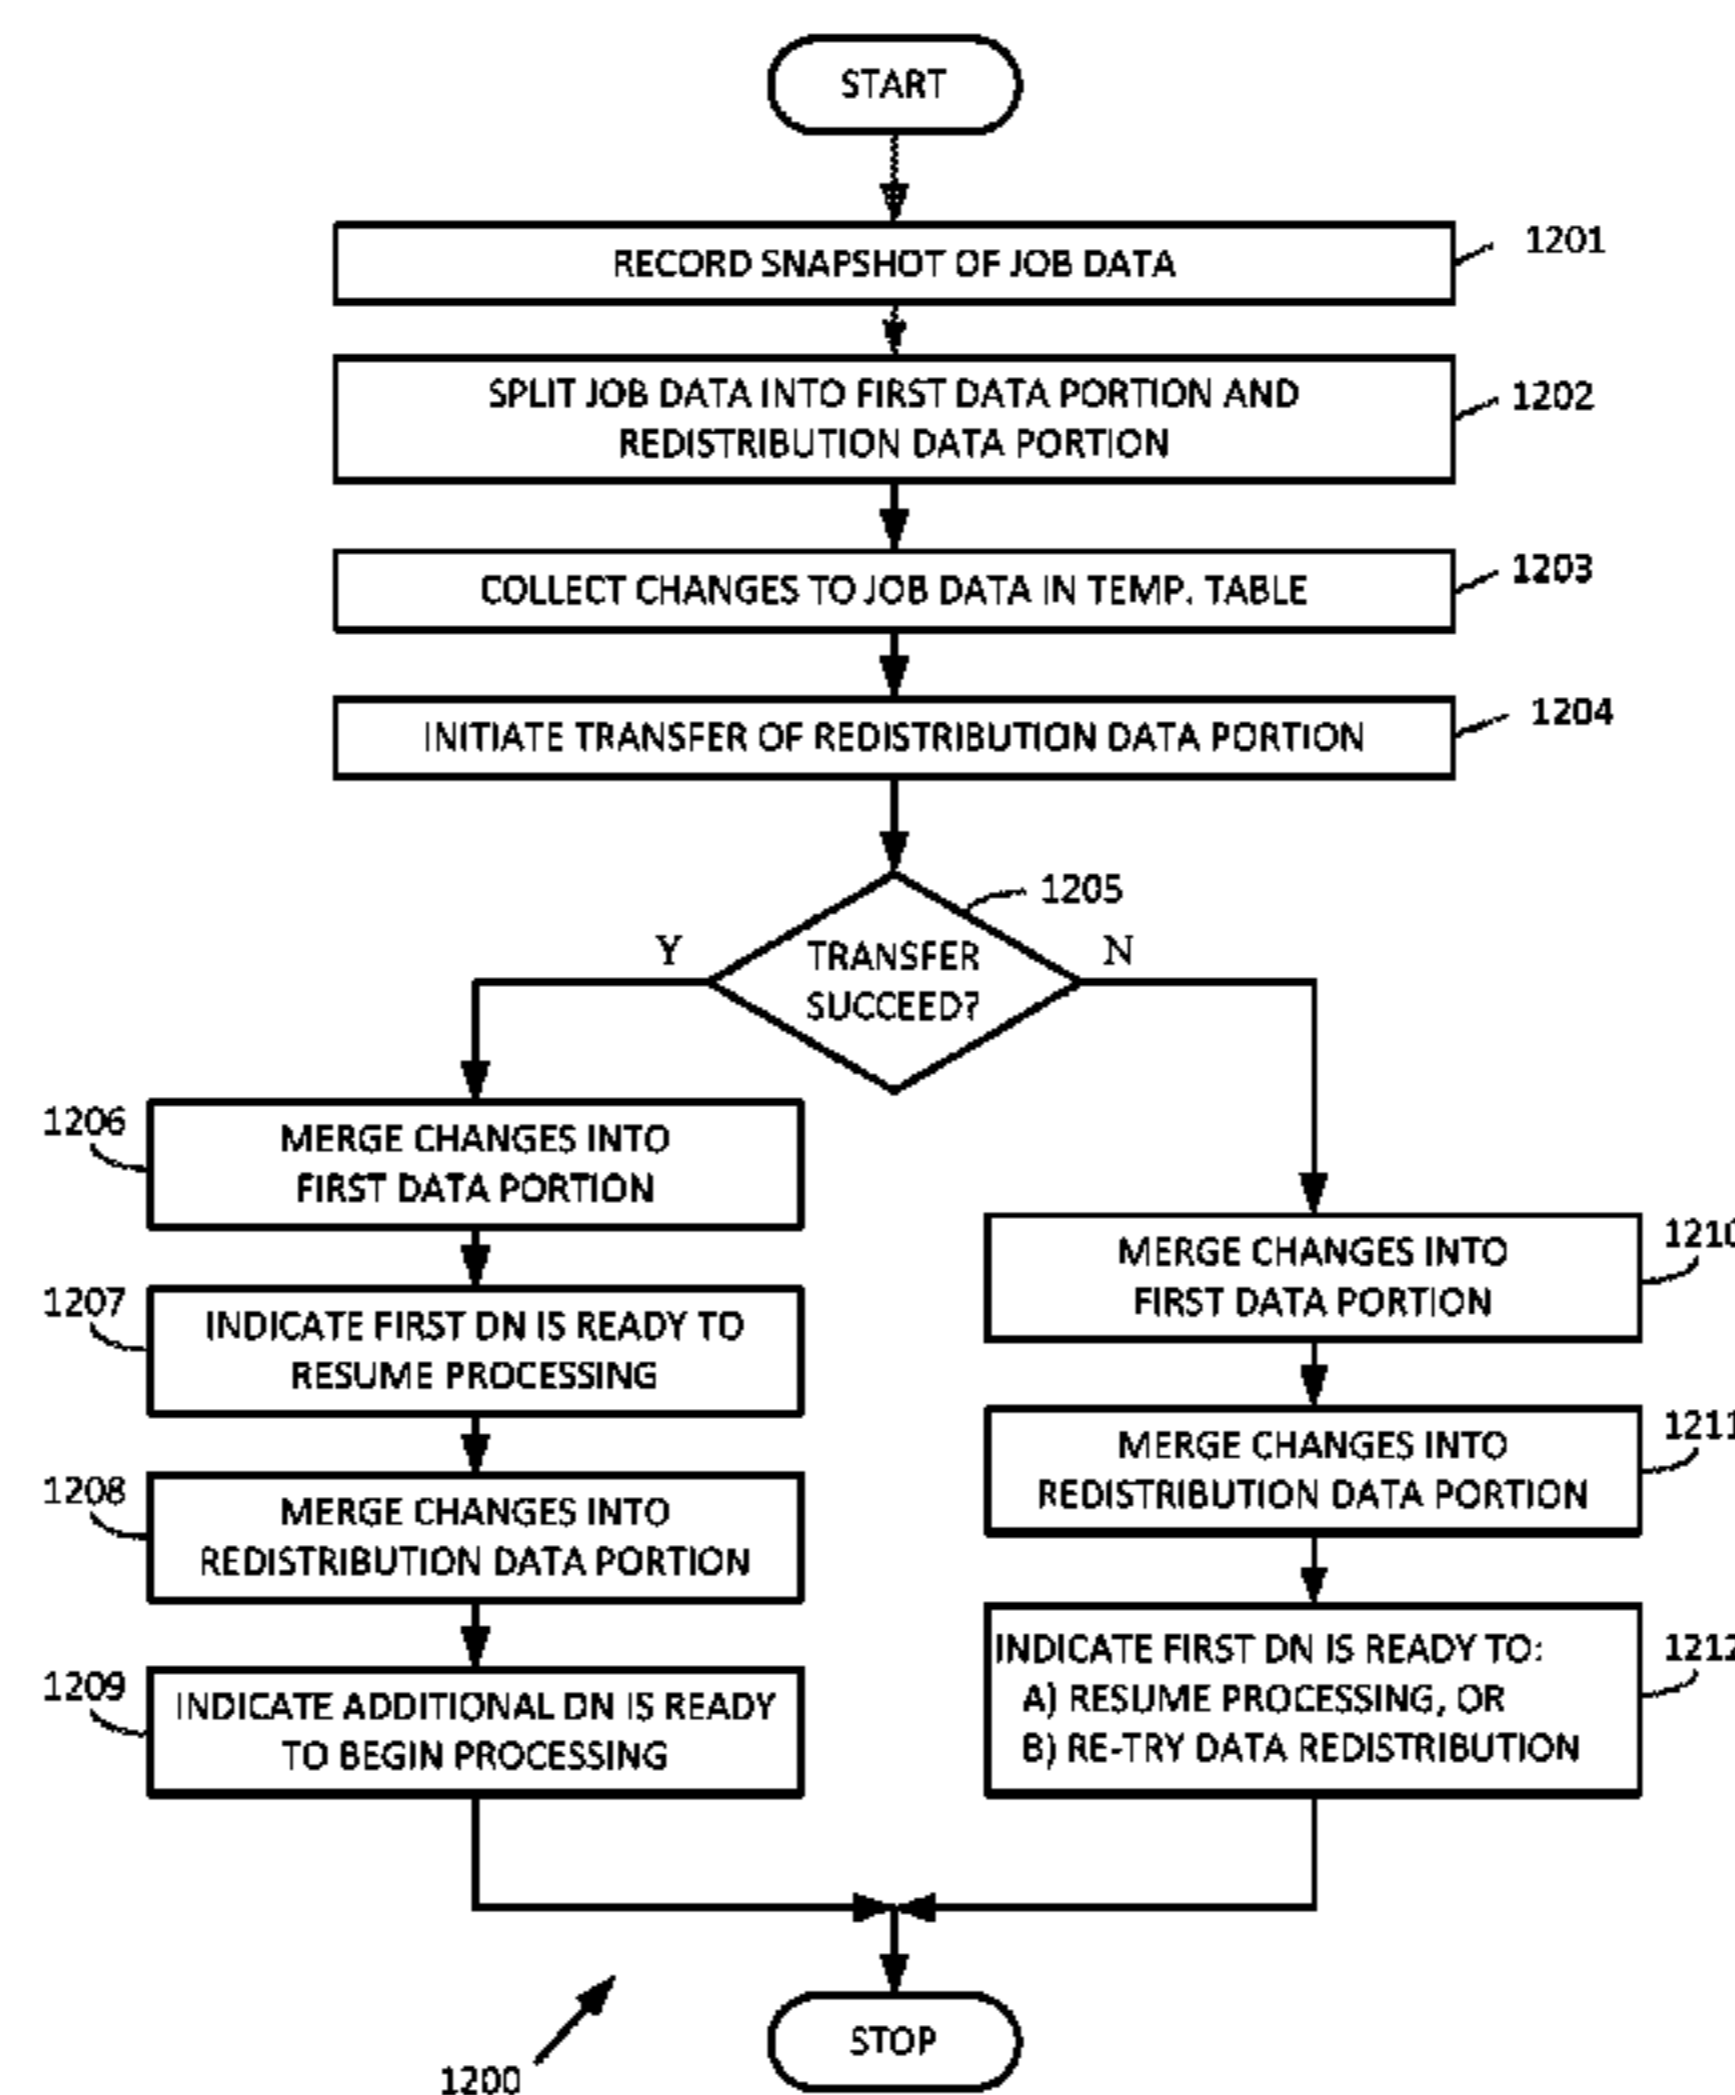 START
RECORD SNAPSHOT OF JOB DATA
1201
SPLIT JOB DATA INTO FIRST DATA PORTION AND
REDISTRIBUTION DATA PORTION
1202
COLLECT CHANGES TO JOB DATA IN TEMP. TABLE
1203
INITIATE TRANSFER OF REDISTRIBUTION DATA PORTION
1204
TRANSFER
SUCCEED?
1205
Y
N
1206
MERGE CHANGES INTO
FIRST DATA PORTION
1207
INDICATE FIRST DN IS READY TO
RESUME PROCESSING
1208
MERGE CHANGES INTO
REDISTRIBUTION DATA PORTION
1209
INDICATE ADDITIONAL DN IS READY
TO BEGIN PROCESSING
MERGE CHANGES INTO
FIRST DATA PORTION
1210
MERGE CHANGES INTO
REDISTRIBUTION DATA PORTION
1211
INDICATE FIRST DN IS READY TO:
A) RESUME PROCESSING, OR
B) RE-TRY DATA REDISTRIBUTION
1212
STOP
1200